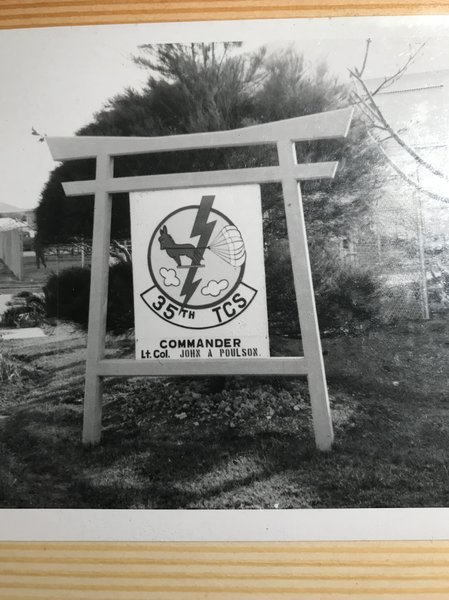 35TH TCS
COMMANDER
Lt. Col. JOHN A POULSON.